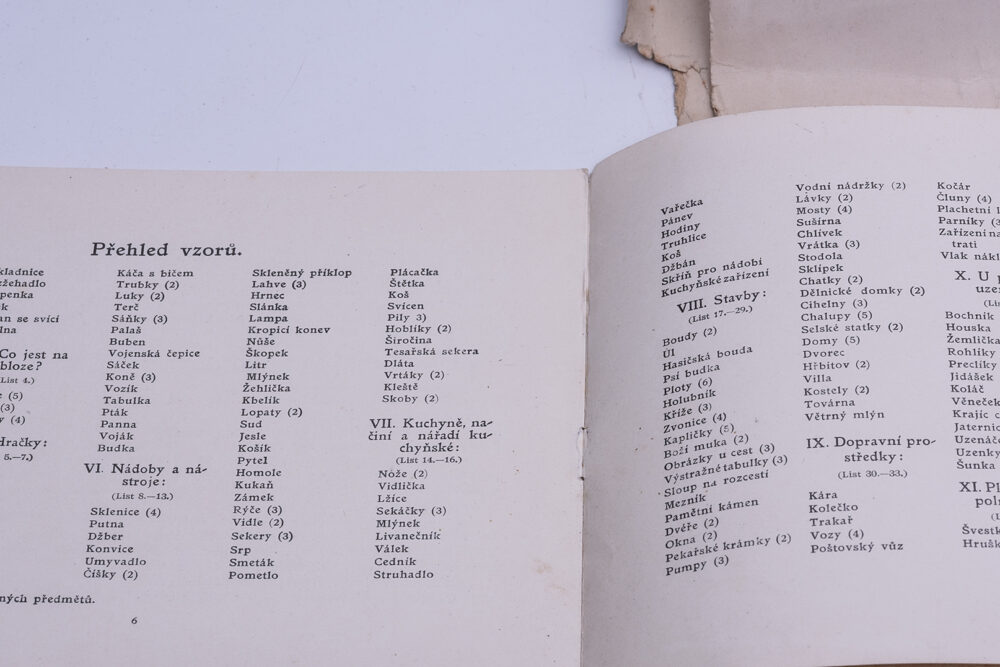 Přehled vzorů.
kladnice
žehadlo
penka
k
an se svící
lna
Co jest na
bloze?
List 4.)
e (5)
(3)
y (4)
Hračky:
5.—7.)
Káča s bičem
Trubky (2)
Luky (2)
Terč
Sáňky (3)
Palaš
Buben
Vojenská čepice
Sáček
Koně (3)
Vozík
Tabulka
Pták
Panna
Voják
Budka
VI. Nádoby a ná-
stroje:
(List 8.—13.)
Sklenice (4)
Putna
Džber
Konvice
Umyvadlo
Číšky (2)
Skleněný příklop
Lahve (3)
Hrnec
Slánka
Lampa
Kropicí konev
Nůše
Škopek
Litr
Mlýnek
Žehlička
Kbelík
Lopaty (2)
Sud
Jesle
Košík
Pytel
Homole
Kukaň
Zámek
Rýče (3)
Vidle (2)
Sekery (3)
Srp
Smeták
Pometlo
Plácačka
Štětka
Koš
Svícen
Pily 3)
Hoblíky (2)
Širočina
Tesařská sekera
Dláta
Vrtáky (2)
Kleště
Skoby (2)
VII. Kuchyně, na-
činí a nářadí ku-
chyňské:
(List 14.—16.)
Nože (2)
Vidlička
Lžíce
Sekáčky (3)
Mlýnek
Livanečník
Válek
Cedník
Struhadlo
ných předmětů.
6
Vařečka
Pánev
Hodiny
Truhlice
Koš
Džbán
Skříň pro nádobí
Kuchyňské zařízení
VIII. Stavby:
(List 17.—29.)
Boudy (2)
Úl
Hasičská bouda
Psí budka
Ploty (6)
Holubník
Kříže (3)
Zvonice (4)
Kapličky (5)
Boží muka (2)
Obrázky u cest (3)
Výstražné tabulky (3)
Sloup na rozcestí
Mezník
Pamětní kámen
Dvéře (2)
Okna (2)
Pekařské krámky (2)
Pumpy (3)
Vodní nádržky (2)
Lávky (2)
Mosty (4)
Sušírna
Chlívek
Vrátka (3)
Stodola
Sklípek
Chatky (2)
Dělnické domky (2)
Cihelny (3)
Chalupy (5)
Selské statky (2)
Domy (5)
Dvorec
Hřbitov (2)
Villa
Kostely (2)
Továrna
Větrný mlýn
IX. Dopravní pro-
středky:
(List 30.—33.)
Kára
Kolečko
Trakař
Vozy (4)
Poštovský vůz
Kočár
Čluny (4)
Plachetní l
Parníky (3
Zařízení na
trati
Vlak nákl
X. U p
uzen
(Li
Bochník
Houska
Žemlička
Rohlíky
Preclíky
Jidášek
Koláč
Věneček
Krajíc c
Jaternic
Uzenáč
Uzenky
Šunka
XI. Pl
poln
(L
Švestk
Hrušk